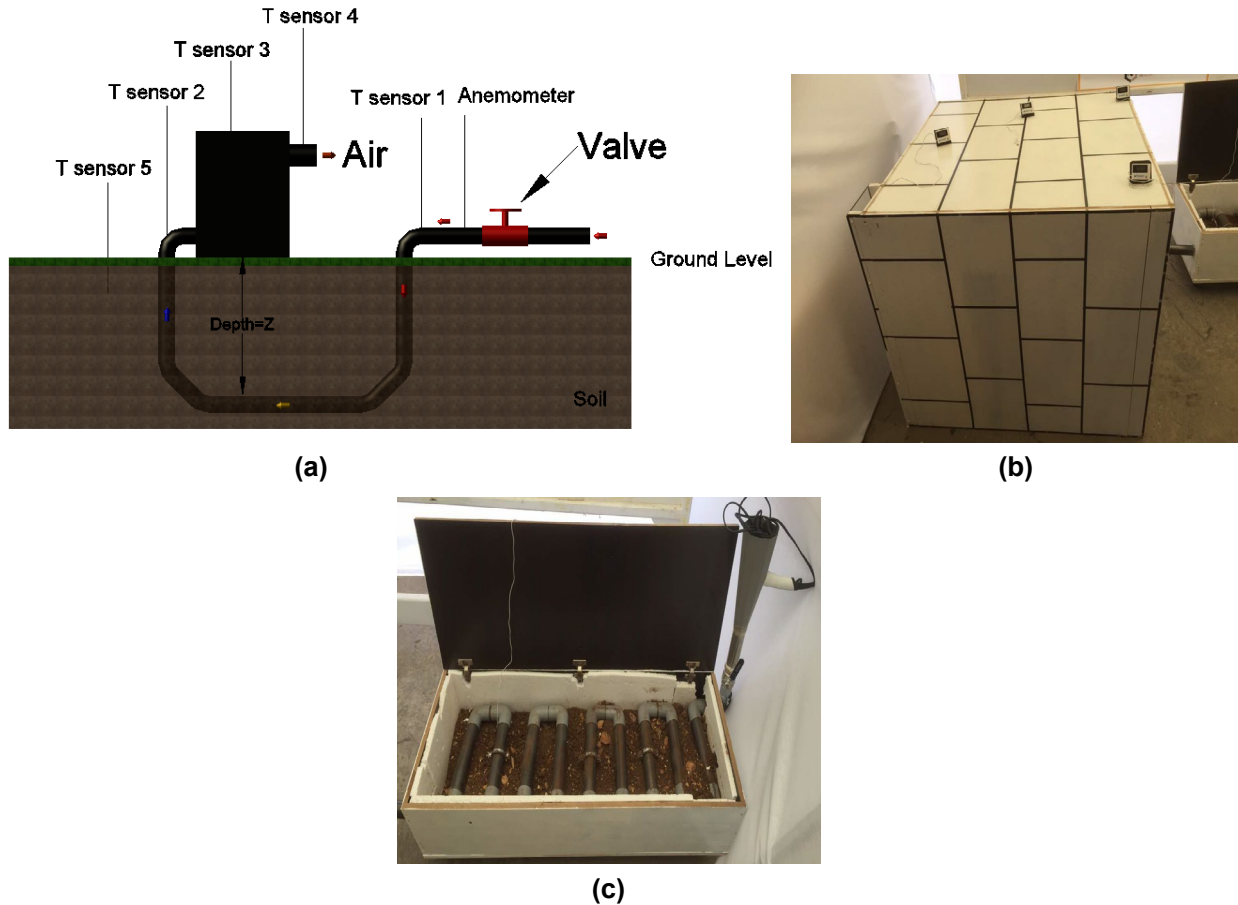 T sensor 4
T sensor 3
T sensor 2
T sensor 1
Anemometer
Air
Valve
T sensor 5
Ground Level
Depth=Z
Soil
(a)
(b)
(c)